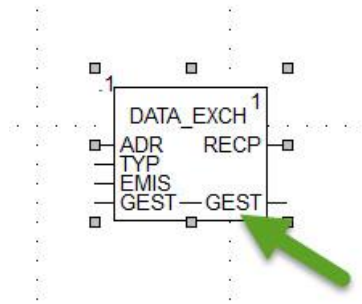 .1
DATA_EXCH 1
ADR RECP
TYP
EMIS
GEST GEST